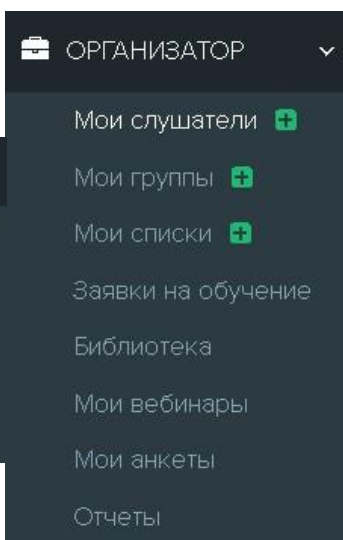 ОРГАНИЗАТОР
Мои слушатели
Мои группы
Мои списки
Заявки на обучение
Библиотека
Мои вебинары
Мои анкеты
Отчеты